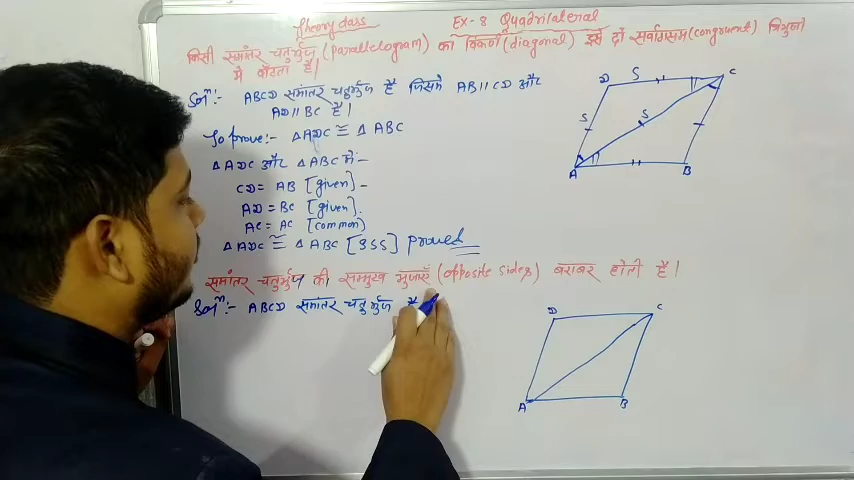 Theory class Ex-8 Quadrilateral
किसी समांतर चतुर्भुज (parallelogram) का विकर्ण (diagonal) इसे दो सर्वांगसम (congruent) त्रिभुजो
मे बाँटता है।
Solⁿ:- ABCD समांतर चतुर्भुज है जिसमे AB॥CD और
AD॥BC है।
To prove:- △ADC ≅ △ABC
△ADC और △ABC में-
CD = AB [given]-
AD = BC [given].
AC = AC (common)
△ADC ≅ △ABC [SSS] proved
समांतर चतुर्भुज की सम्मुख भुजाएँ (opposite sides) बराबर होती है।
Solⁿ:- ABCD समांतर चतुर्भुज है
D S C
S S
A B
D C
A B